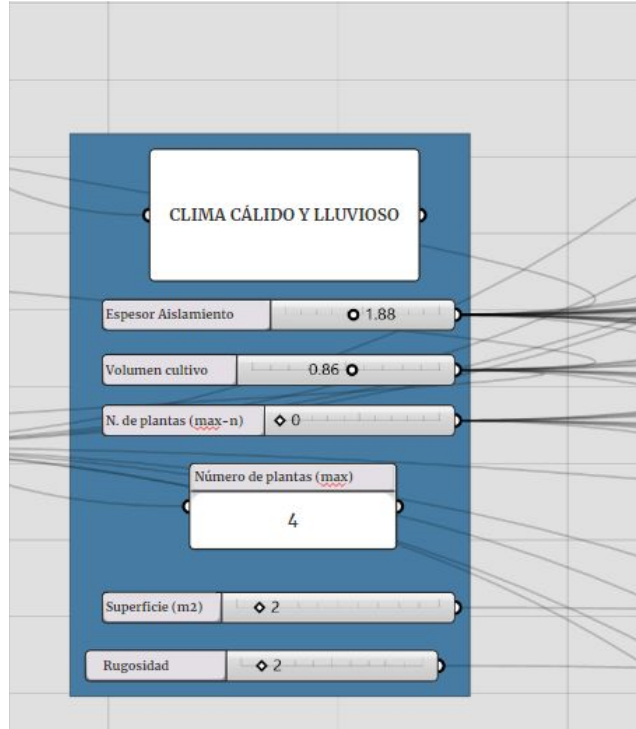 CLIMA CÁLIDO Y LLUVIOSO
Espesor Aislamiento 1.88
Volumen cultivo 0.86
N. de plantas (max-n) 0
Número de plantas (max)
4
Superficie (m2) 2
Rugosidad 2